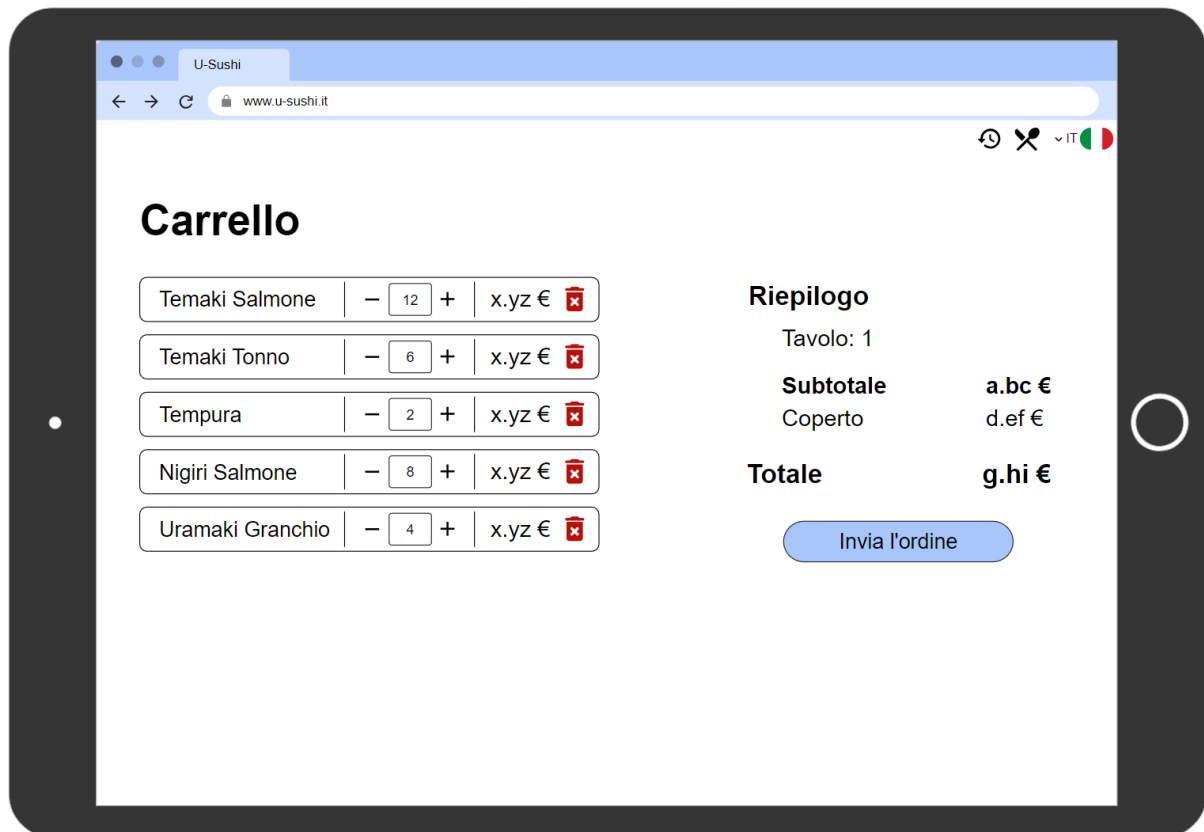 U-Sushi
www.u-sushi.it
IT
Carrello
Temaki Salmone − 12 + x.yz €
Temaki Tonno − 6 + x.yz €
Tempura − 2 + x.yz €
Nigiri Salmone − 8 + x.yz €
Uramaki Granchio − 4 + x.yz €
Riepilogo
Tavolo: 1
Subtotale a.bc €
Coperto d.ef €
Totale g.hi €
Invia l'ordine